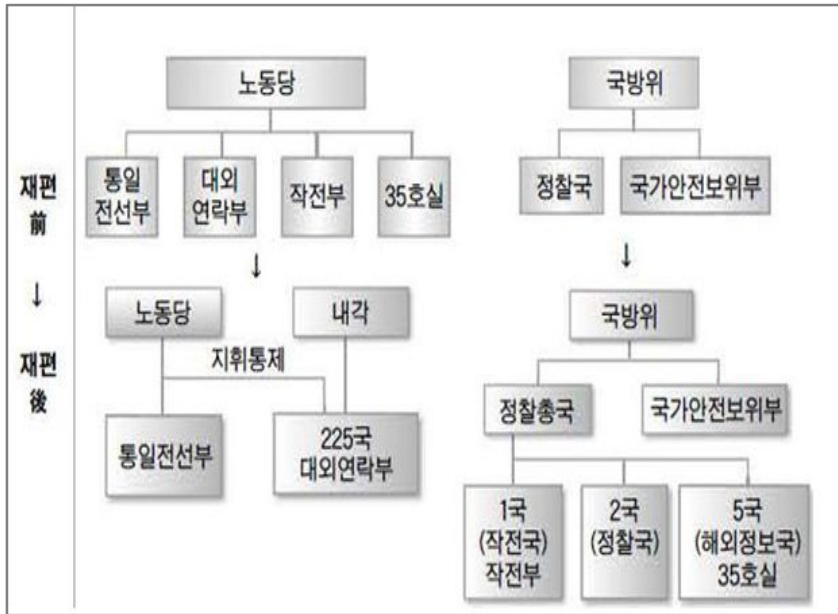 재편
前
↓
재편
後
노동당
통일
전선부
대외
연락부
작전부
35호실
국방위
정찰국
국가안전보위부
↓
↓
노동당
내각
지휘통제
통일전선부
225국
대외연락부
국방위
정찰총국
국가안전보위부
1국
(작전국)
작전부
2국
(정찰국)
5국
(해외정보국)
35호실